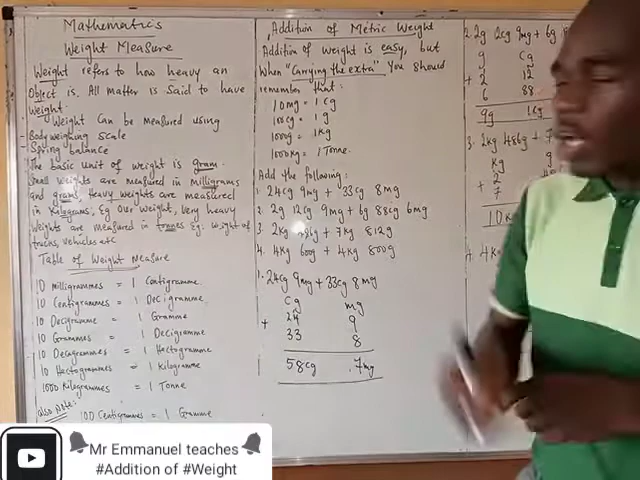 Mathematics
Weight Measure
Weight refers to how heavy an
Object is. All matter is said to have
Weight.
Weight can be measured using
- Body weighing scale
- Spring balance
The basic unit of weight is gram.
Small weights are measured in milligrams
and grams, Heavy weights are measured
in kilograms, Eg Our weight, Very heavy
Weights are measured in tonnes Eg. weight of
trucks, vehicles etc
Table of Weight Measure
10 Milligrammes = 1 Centigramme
10 Centigrammes = 1 Decigramme
10 Decigramme = 1 Gramme
10 Grammes = 1 Decigramme
10 Decagrammes = 1 Hectogramme
10 Hectogrammes = 1 Kilogramme
1000 Kilogrammes = 1 Tonne
Also Note:
100 Centigrammes = 1 Gramme
Addition of Metric Weight
Addition of weight is easy, but
When "Carrying the extra" You should
remember that:
10mg = 1cg
100cg = 1g
1000g = 1Kg
1000Kg = 1 Tonne.
Add the following:
1. 24cg 9mg + 33cg 8mg
2. 2g 12cg 9mg + 6g 88cg 6mg
3. 2Kg 486g + 7Kg 812g
4. 4Kg 600g + 4Kg 800g
1. 24cg 9mg + 33cg 8mg
cg mg
24 9
+ 33 8
58cg 7mg
2. 2g 12cg 9mg + 6g
g cg
2 12
+ 6 88
9g 1cg
3. 2kg 486g + 7
kg g
2
+ 7
10K
4. 4K
Mr Emmanuel teaches
#Addition of #Weight